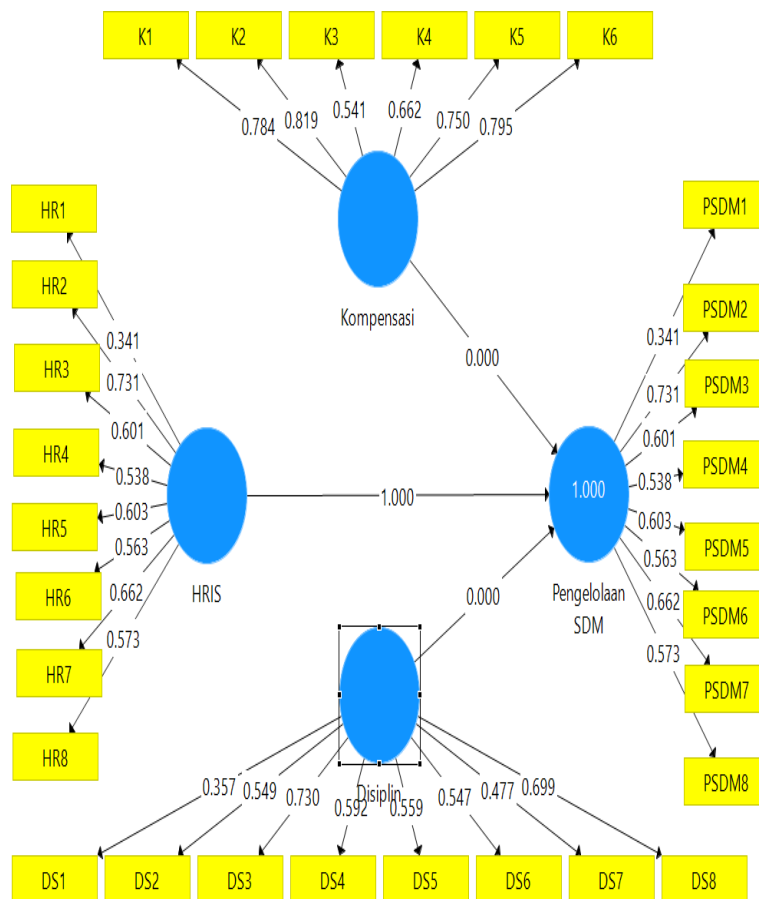 K1 K2 K3 K4 K5 K6
0.784 0.819 0.541 0.662 0.750 0.795
Kompensasi
HR1
HR2
HR3
HR4
HR5
HR6
HR7
HR8
0.341
0.731
0.601
0.538
0.603
0.563
0.662
0.573
HRIS
0.000
1.000
0.000
1.000
Pengelolaan
SDM
0.341
0.731
0.601
0.538
0.603
0.563
0.662
0.573
PSDM1
PSDM2
PSDM3
PSDM4
PSDM5
PSDM6
PSDM7
PSDM8
Disiplin
0.357 0.549 0.730 0.592 0.559 0.547 0.477 0.699
DS1 DS2 DS3 DS4 DS5 DS6 DS7 DS8